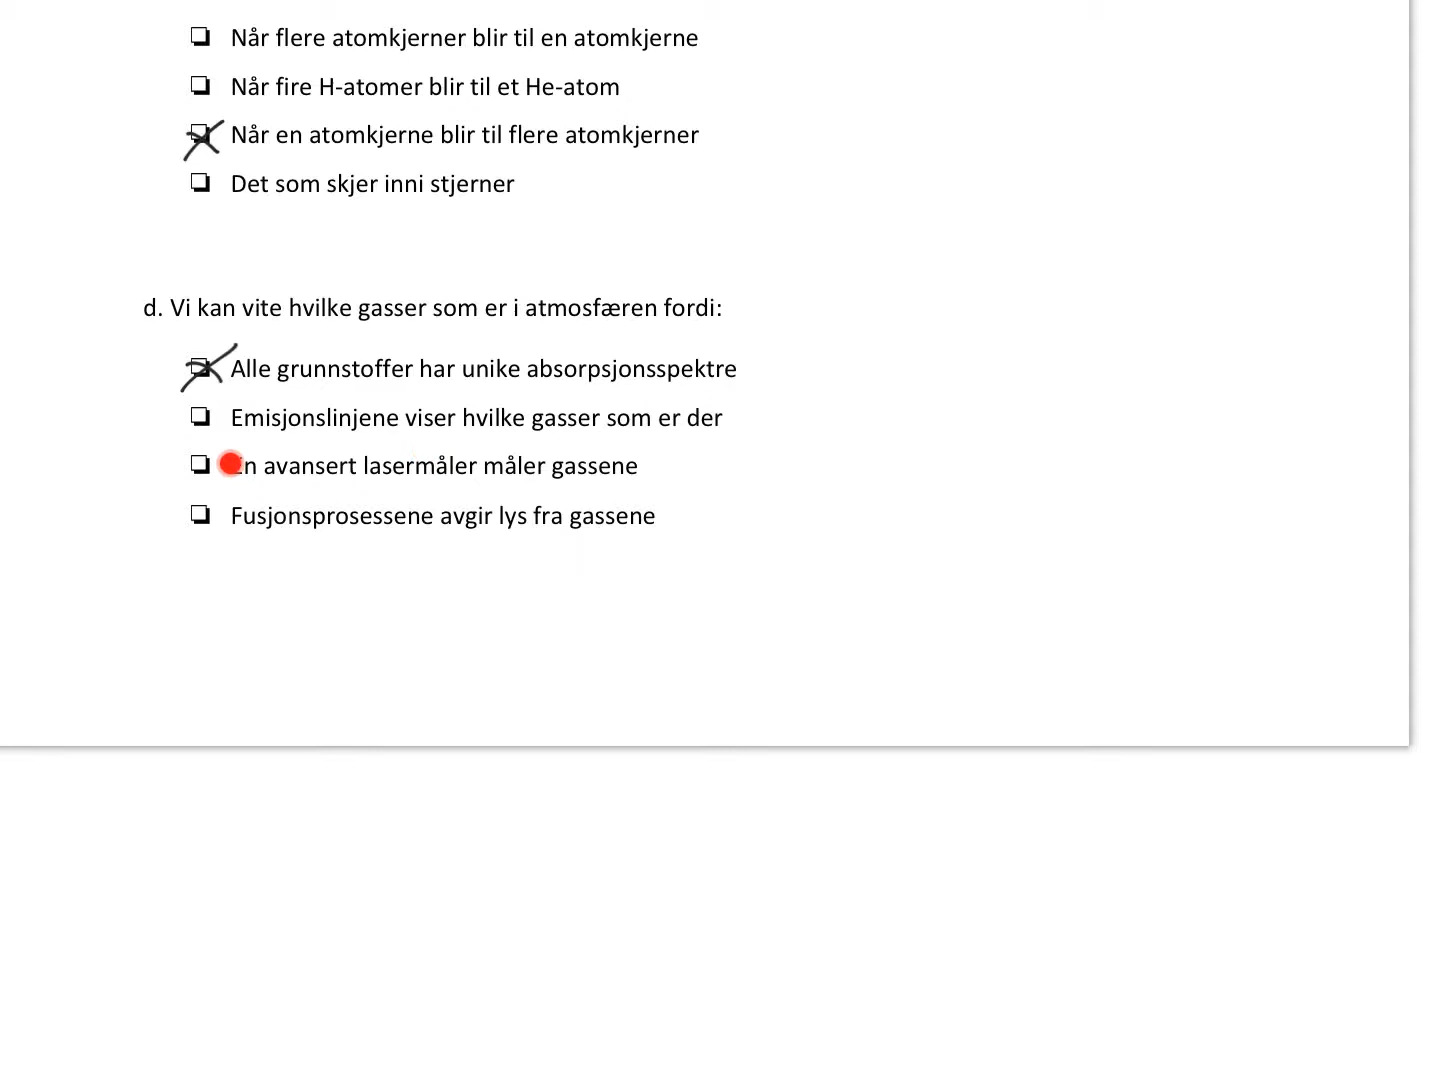 Når flere atomkjerner blir til en atomkjerne
Når fire H-atomer blir til et He-atom
Når en atomkjerne blir til flere atomkjerner
Det som skjer inni stjerner
d. Vi kan vite hvilke gasser som er i atmosfæren fordi:
Alle grunnstoffer har unike absorpsjonsspektre
Emisjonslinjene viser hvilke gasser som er der
En avansert lasermåler måler gassene
Fusjonsprosessene avgir lys fra gassene